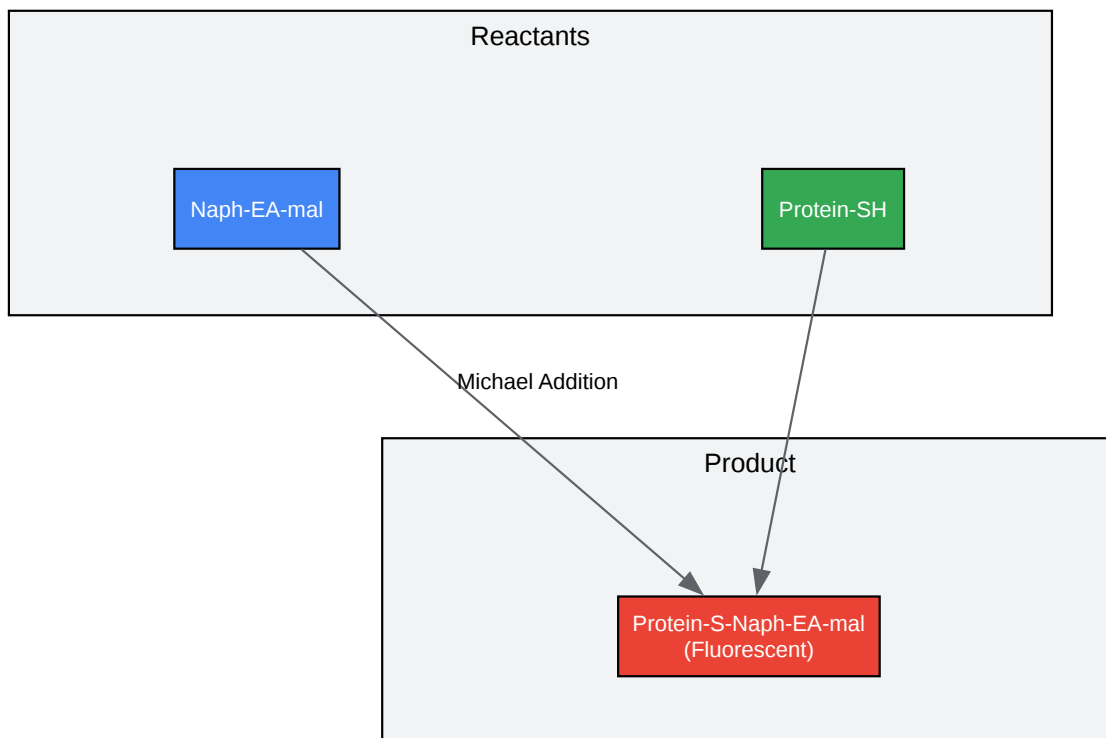 Reactants
Naph-EA-mal
Protein-SH
Michael Addition
Product
Protein-S-Naph-EA-mal
(Fluorescent)